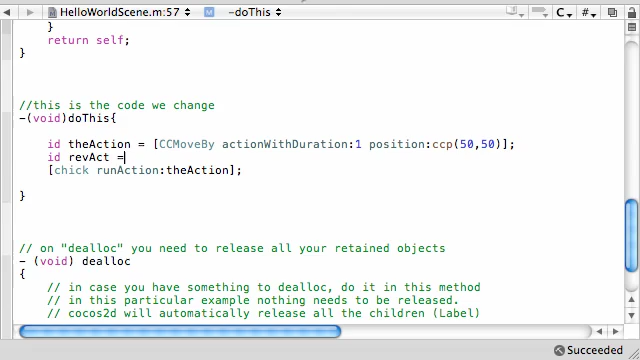 HelloWorldScene.m:57 M -doThis C # 
}
return self;
}
//this is the code we change
-(void)doThis{
id theAction = [CCMoveBy actionWithDuration:1 position:ccp(50,50)];
id revAct =
[chick runAction:theAction];
}
// on "dealloc" you need to release all your retained objects
- (void) dealloc
{
// in case you have something to dealloc, do it in this method
// in this particular example nothing needs to be released.
// cocos2d will automatically release all the children (Label)
Succeeded